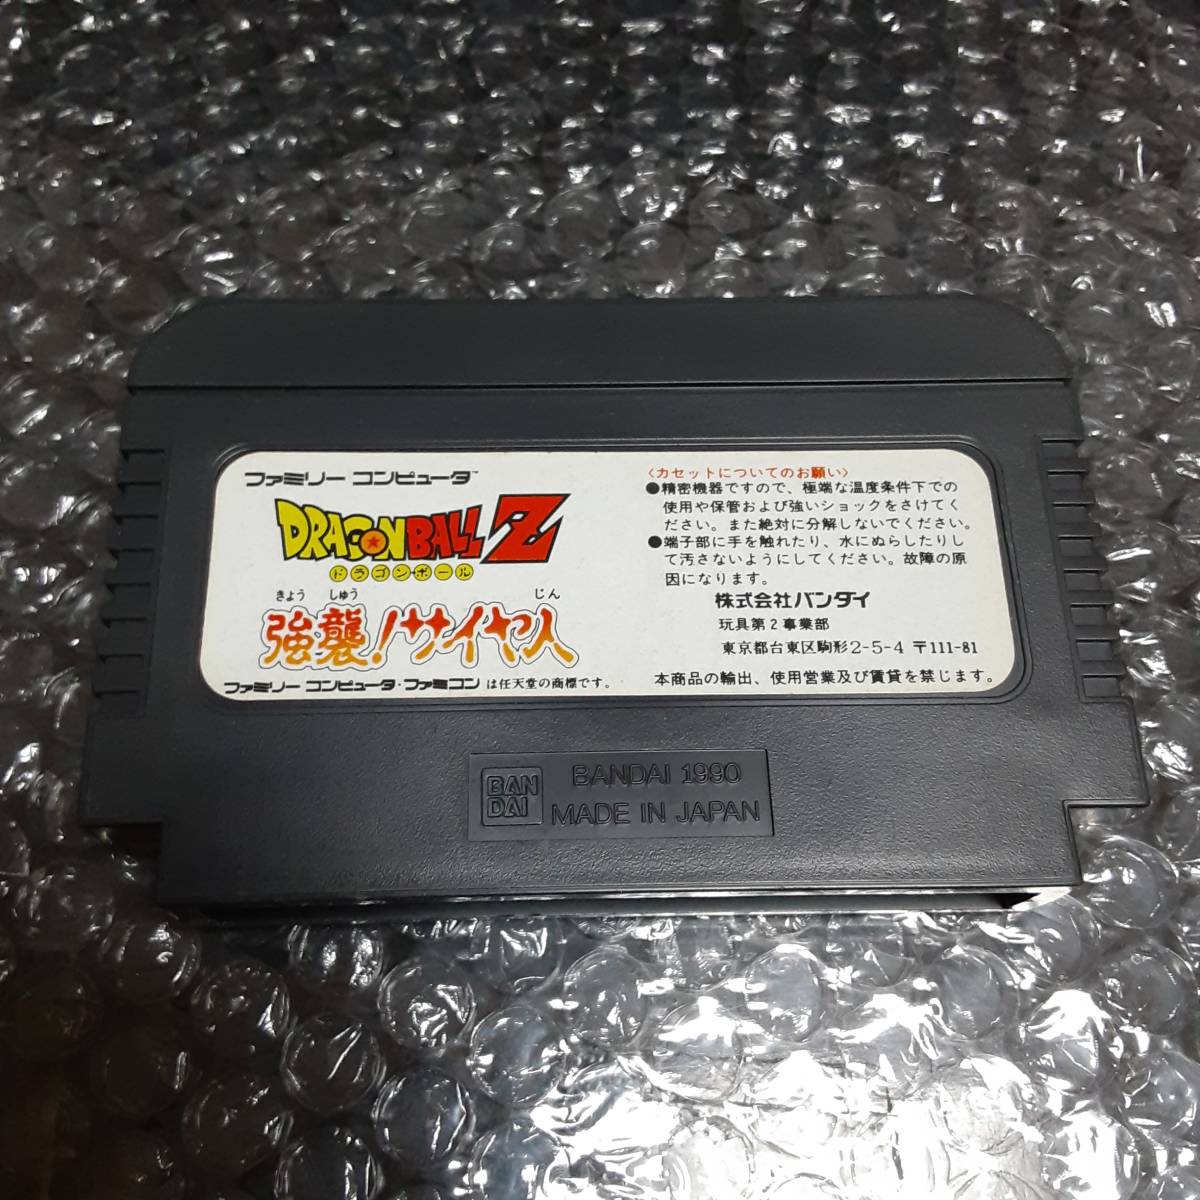 ファミリー コンピュータ™
DRAGONBALL Z
ドラゴンボール
きょう しゅう じん
強襲!サイヤ人
ファミリー コンピュータ・ファミコン は任天堂の商標です。
〈カセットについてのお願い〉
●精密機器ですので、極端な温度条件下での
使用や保管および強いショックをさけてく
ださい。また絶対に分解しないでください。
●端子部に手を触れたり、水にぬらしたりし
て汚さないようにしてください。故障の原
因になります。
株式会社バンダイ
玩具第2事業部
東京都台東区駒形2-5-4 〒111-81
本商品の輸出、使用営業及び賃貸を禁じます。
BAN
DAI
BANDAI 1990
MADE IN JAPAN